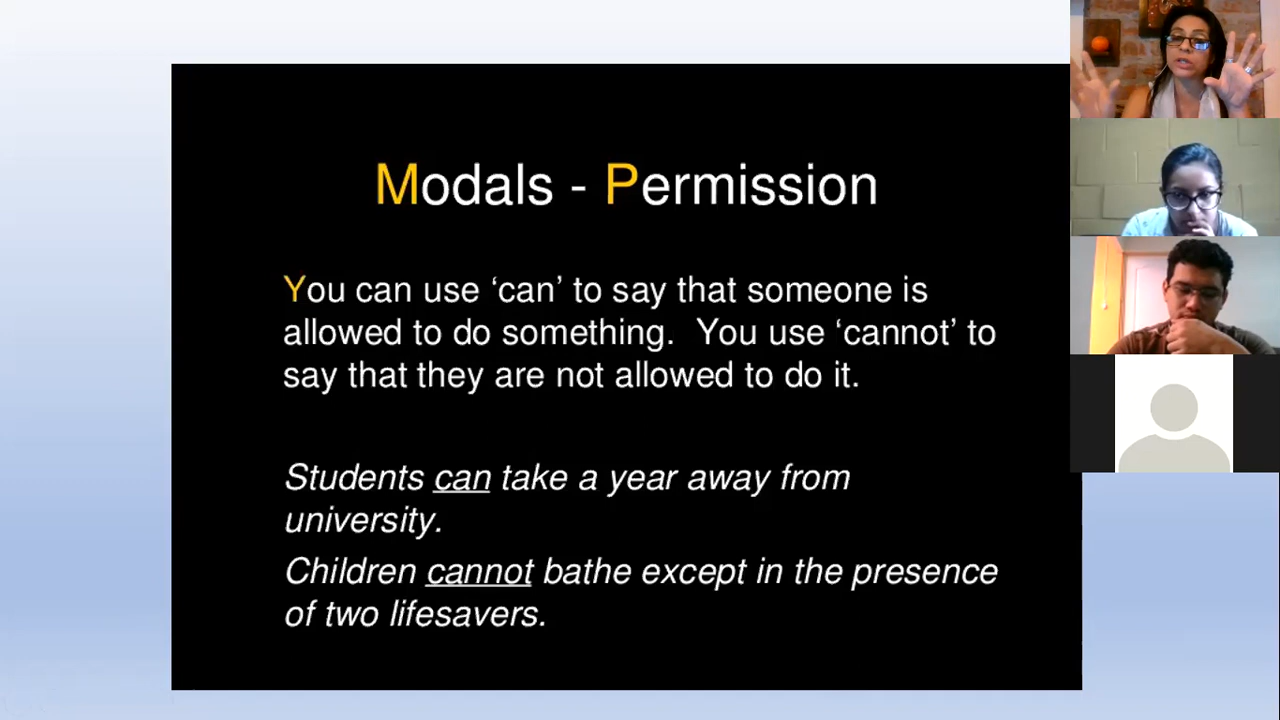 Modals - Permission
You can use ‘can’ to say that someone is
allowed to do something.  You use ‘cannot’ to
say that they are not allowed to do it.
Students can take a year away from
university.
Children cannot bathe except in the presence
of two lifesavers.